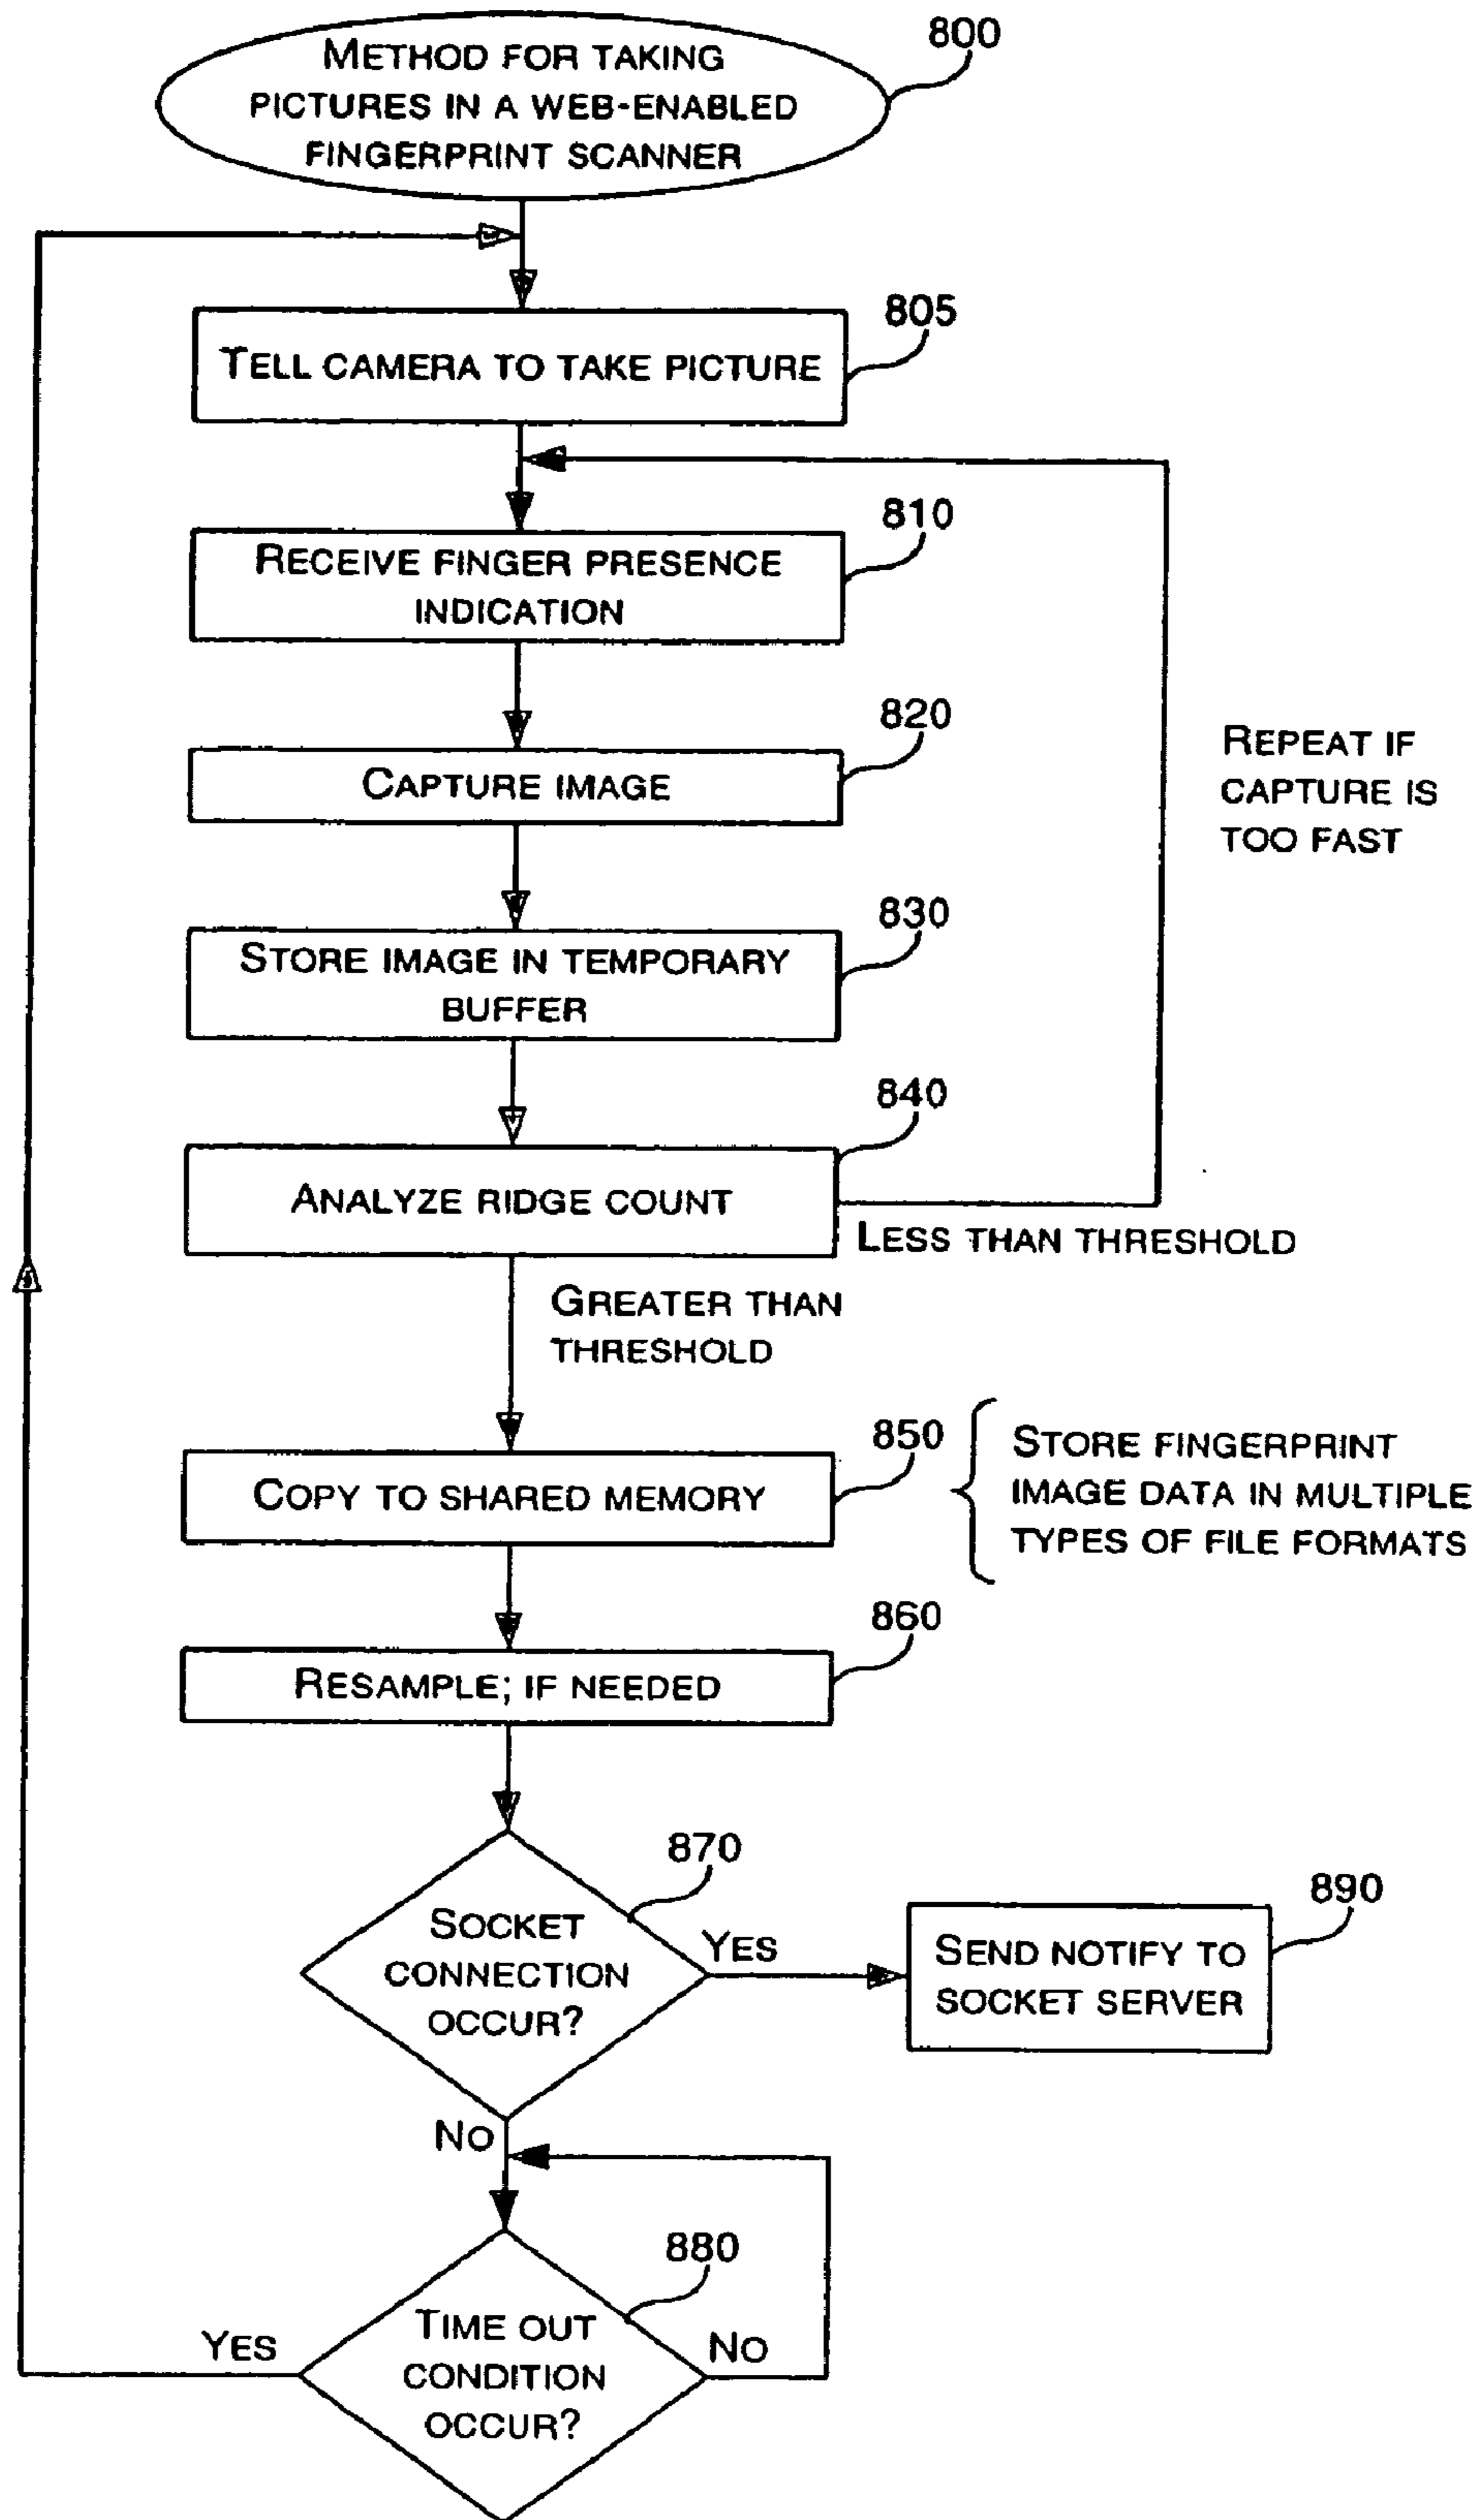 800
METHOD FOR TAKING
PICTURES IN A WEB-ENABLED
FINGERPRINT SCANNER
805
TELL CAMERA TO TAKE PICTURE
810
RECEIVE FINGER PRESENCE
INDICATION
820
CAPTURE IMAGE
REPEAT IF
CAPTURE IS
TOO FAST
830
STORE IMAGE IN TEMPORARY
BUFFER
840
ANALYZE RIDGE COUNT
LESS THAN THRESHOLD
GREATER THAN
THRESHOLD
850
COPY TO SHARED MEMORY
STORE FINGERPRINT
IMAGE DATA IN MULTIPLE
TYPES OF FILE FORMATS
860
RESAMPLE; IF NEEDED
870
SOCKET
CONNECTION
OCCUR?
YES
890
SEND NOTIFY TO
SOCKET SERVER
NO
880
TIME OUT
CONDITION
OCCUR?
YES
NO